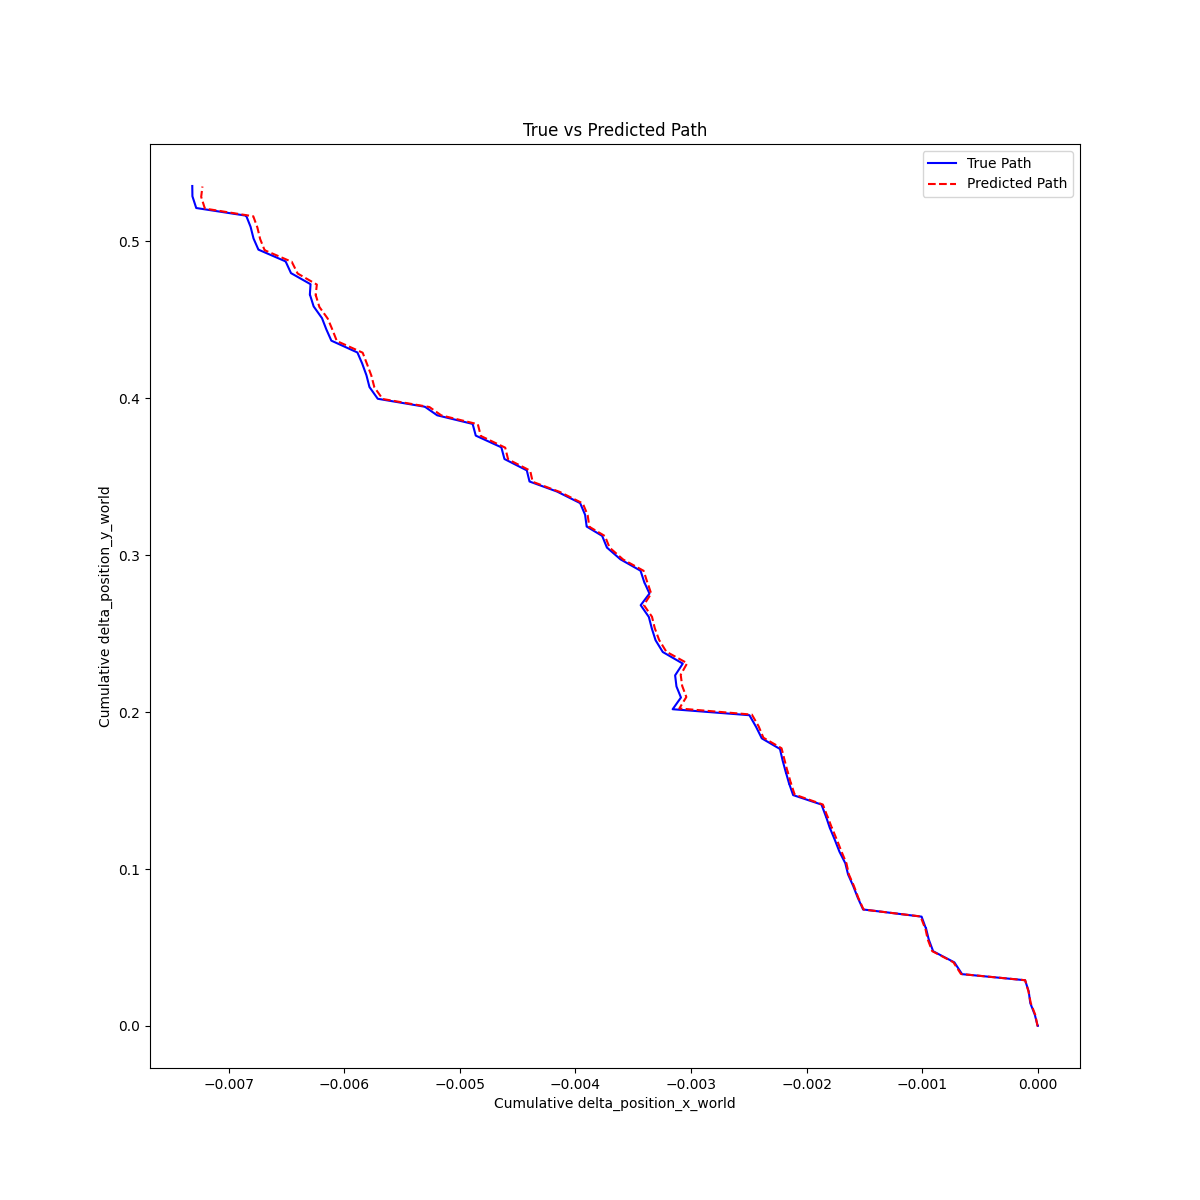 True vs Predicted Path
True Path
Predicted Path
0.5
0.4
0.3
0.2
0.1
0.0
Cumulative delta_position_y_world
−0.007 −0.006 −0.005 −0.004 −0.003 −0.002 −0.001 0.000
Cumulative delta_position_x_world